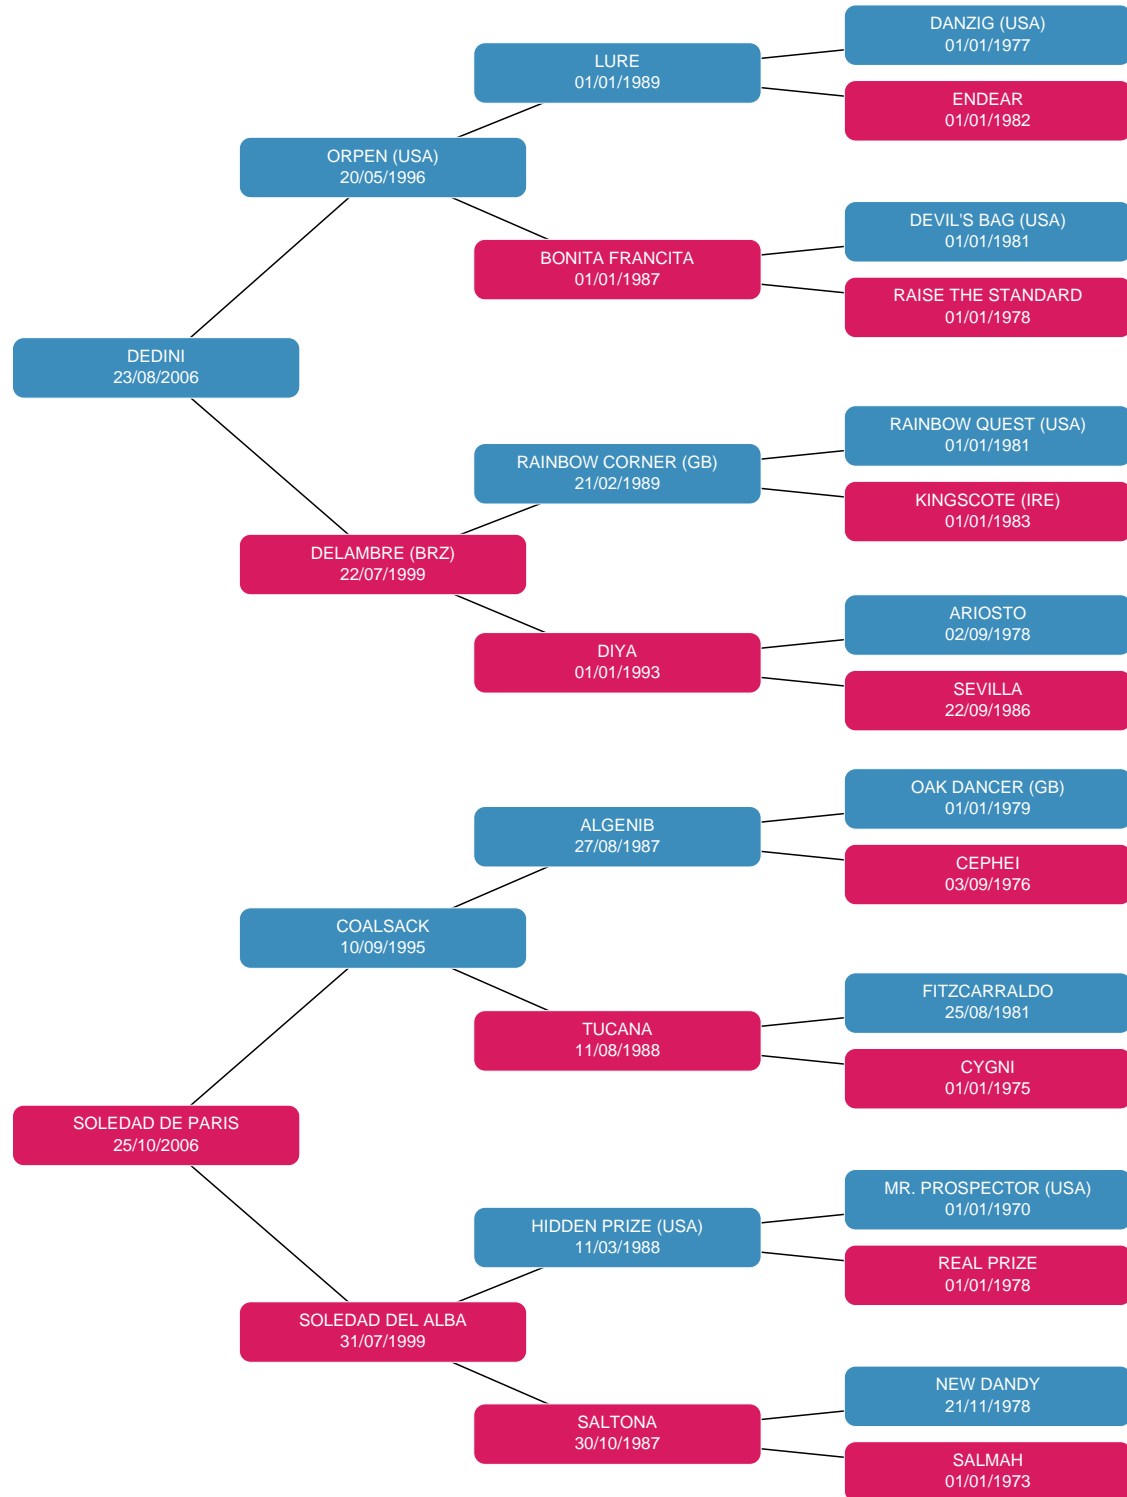 DANZIG (USA)
01/01/1977
LURE
01/01/1989
ENDEAR
01/01/1982
ORPEN (USA)
20/05/1996
DEVIL'S BAG (USA)
01/01/1981
BONITA FRANCITA
01/01/1987
RAISE THE STANDARD
01/01/1978
DEDINI
23/08/2006
RAINBOW QUEST (USA)
01/01/1981
RAINBOW CORNER (GB)
21/02/1989
KINGSCOTE (IRE)
01/01/1983
DELAMBRE (BRZ)
22/07/1999
ARIOSTO
02/09/1978
DIYA
01/01/1993
SEVILLA
22/09/1986
OAK DANCER (GB)
01/01/1979
ALGENIB
27/08/1987
CEPHEI
03/09/1976
COALSACK
10/09/1995
FITZCARRALDO
25/08/1981
TUCANA
11/08/1988
CYGNI
01/01/1975
SOLEDAD DE PARIS
25/10/2006
MR. PROSPECTOR (USA)
01/01/1970
HIDDEN PRIZE (USA)
11/03/1988
REAL PRIZE
01/01/1978
SOLEDAD DEL ALBA
31/07/1999
NEW DANDY
21/11/1978
SALTONA
30/10/1987
SALMAH
01/01/1973